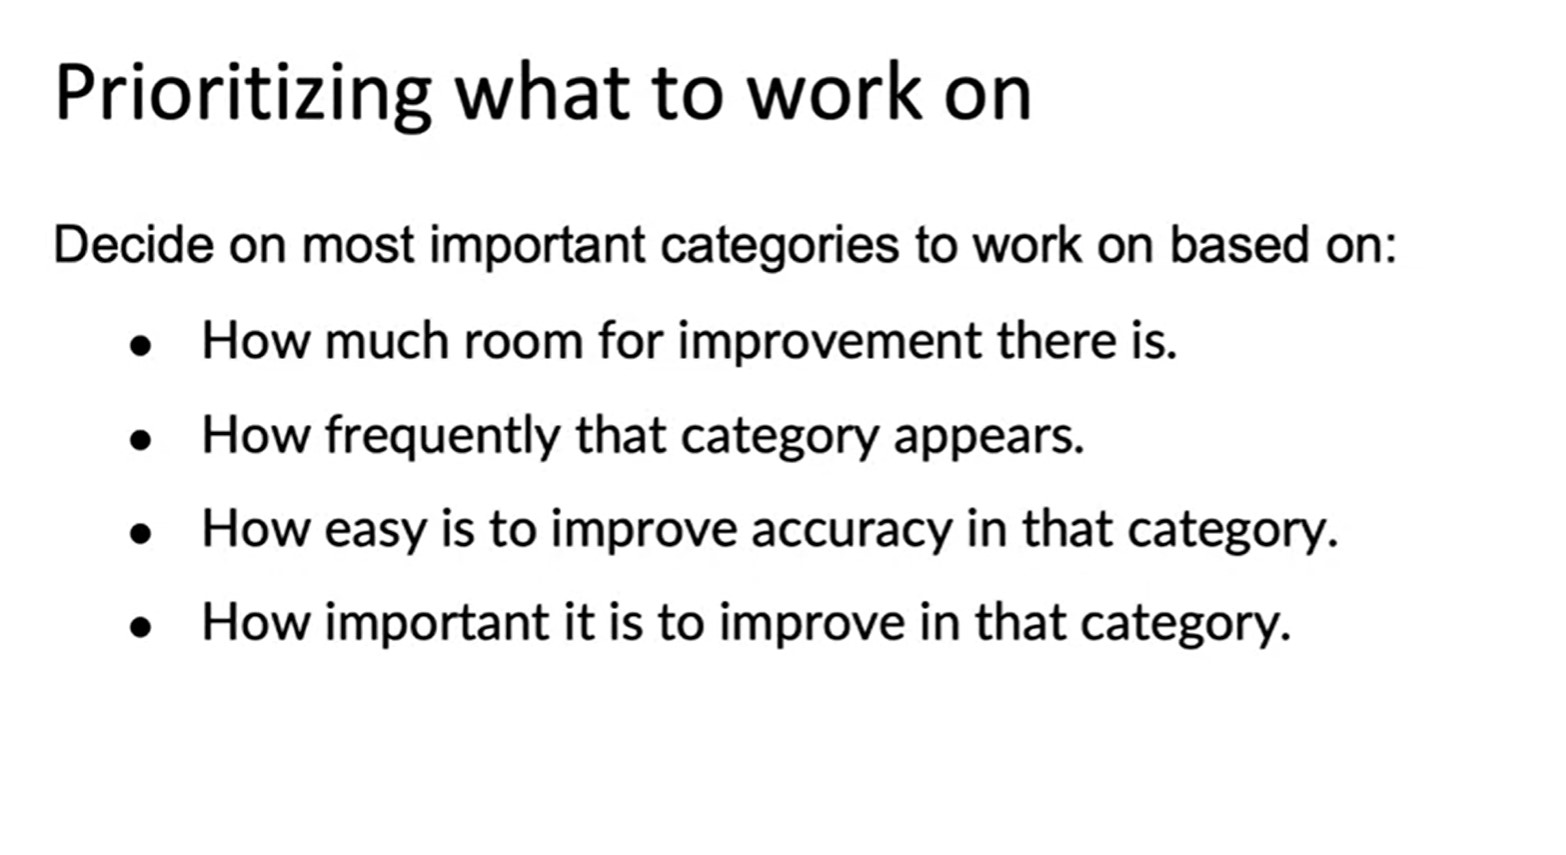 Prioritizing what to work on
Decide on most important categories to work on based on:
● How much room for improvement there is.
● How frequently that category appears.
● How easy is to improve accuracy in that category.
● How important it is to improve in that category.